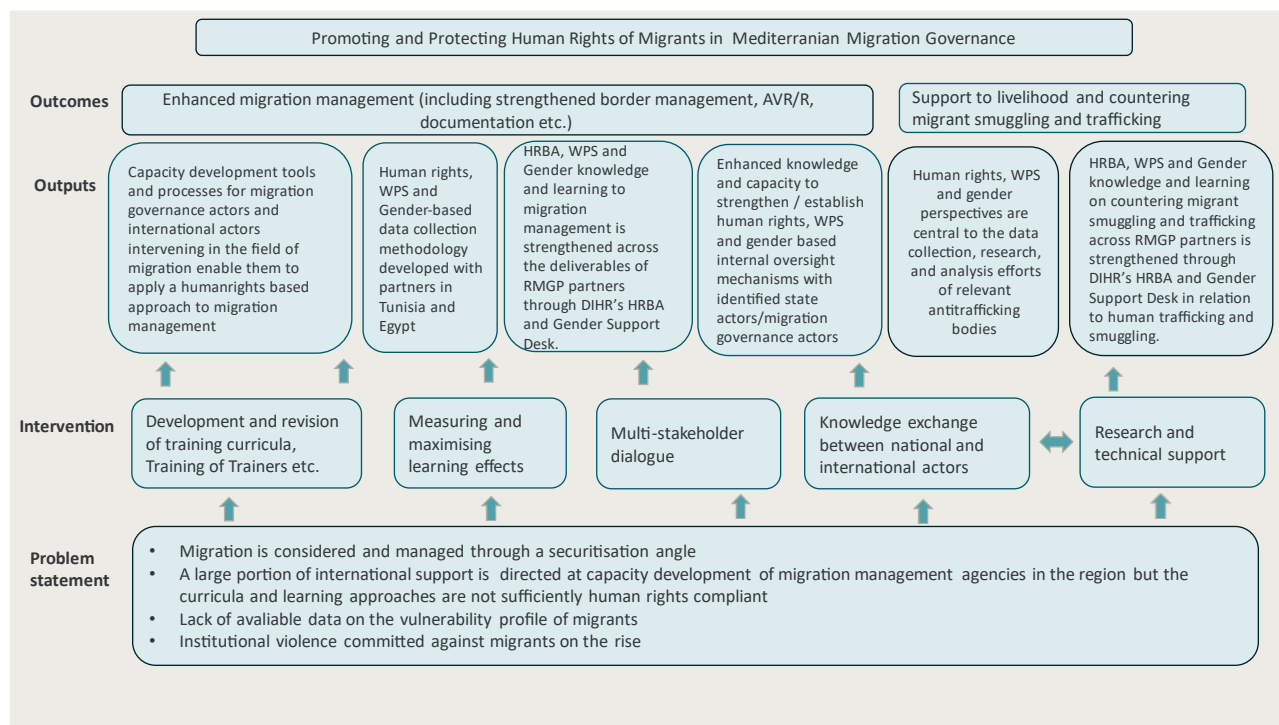 Promoting and Protecting Human Rights of Migrants in Mediterranian Migration Governance
Outcomes
Enhanced migration management (including strengthened border management, AVR/R,
documentation etc.)
Support to livelihood and countering
migrant smuggling and trafficking
Outputs
Capacity development tools
and processes for migration
governance actors and
international actors
intervening in the field of
migration enable them to
apply a humanrights based
approach to migration
management
Human rights,
WPS and
Gender-based
data collection
methodology
developed with
partners in
Tunisia and
Egypt
HRBA, WPS and
Gender knowledge
and learning to
migration
management is
strengthened across
the deliverables of
RMGP partners
through DIHR's HRBA
and Gender Support
Desk.
Enhanced knowledge
and capacity to
strengthen / establish
human rights, WPS
and gender based
internal oversight
mechanisms with
identified state
actors/migration
governance actors
Human rights, WPS
and gender
perspectives are
central to the data
collection, research,
and analysis efforts
of relevant
antitrafficking
bodies
HRBA, WPS and Gender
knowledge and learning
on countering migrant
smuggling and trafficking
across RMGP partners is
strengthened through
DIHR's HRBA and Gender
Support Desk in relation
to human trafficking and
smuggling.
Intervention
Development and revision
of training curricula,
Training of Trainers etc.
Measuring and
maximising
learning effects
Multi-stakeholder
dialogue
Knowledge exchange
between national and
international actors
Research and
technical support
Problem
statement
• Migration is considered and managed through a securitisation angle
• A large portion of international support is directed at capacity development of migration management agencies in the region but the
curricula and learning approaches are not sufficiently human rights compliant
• Lack of avaliable data on the vulnerability profile of migrants
• Institutional violence committed against migrants on the rise